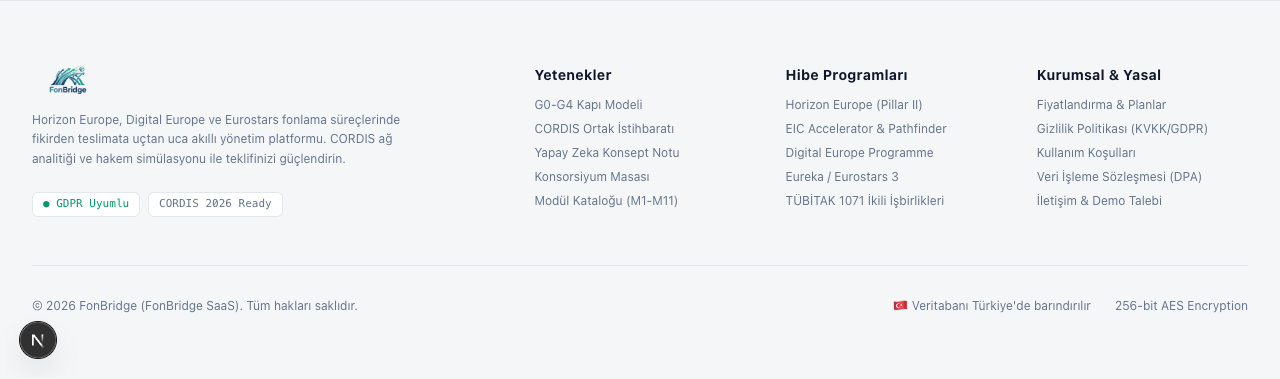 FonBridge
Horizon Europe, Digital Europe ve Eurostars fonlama süreçlerinde
fikirden teslimata uçtan uca akıllı yönetim platformu. CORDIS ağ
analitiği ve hakem simülasyonu ile teklifinizi güçlendirin.
● GDPR Uyumlu
CORDIS 2026 Ready
Yetenekler
G0-G4 Kapı Modeli
CORDIS Ortak İstihbaratı
Yapay Zeka Konsept Notu
Konsorsiyum Masası
Modül Kataloğu (M1-M11)
Hibe Programları
Horizon Europe (Pillar II)
EIC Accelerator & Pathfinder
Digital Europe Programme
Eureka / Eurostars 3
TÜBİTAK 1071 İkili İşbirlikleri
Kurumsal & Yasal
Fiyatlandırma & Planlar
Gizlilik Politikası (KVKK/GDPR)
Kullanım Koşulları
Veri İşleme Sözleşmesi (DPA)
İletişim & Demo Talebi
© 2026 FonBridge (FonBridge SaaS). Tüm hakları saklıdır.
🇹🇷 Veritabanı Türkiye'de barındırılır
256-bit AES Encryption
N